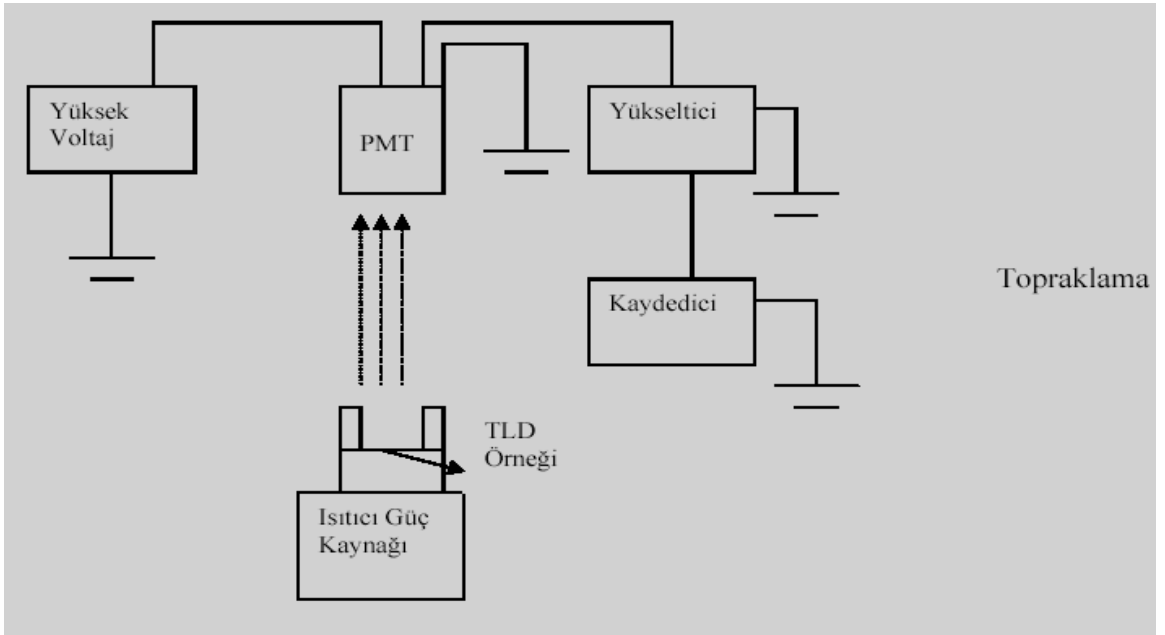 Yüksek
Voltaj
PMT
Yükseltici
Kaydedici
Topraklama
TLD
Örneği
Isıtıcı Güç
Kaynağı